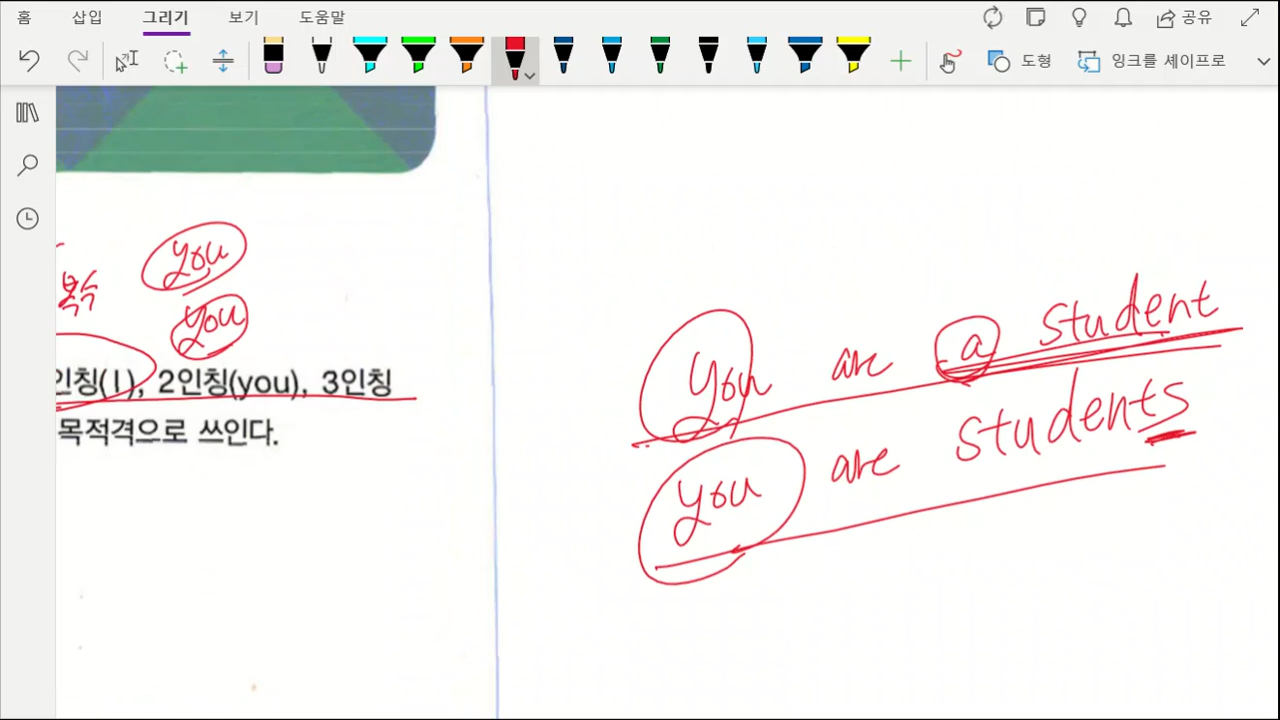 홈 삽입 그리기 보기 도움말 공유
도형 잉크를 셰이프로
you
복수
you
인칭(I), 2인칭(you), 3인칭
목적격으로 쓰인다.
You are a student
you are students